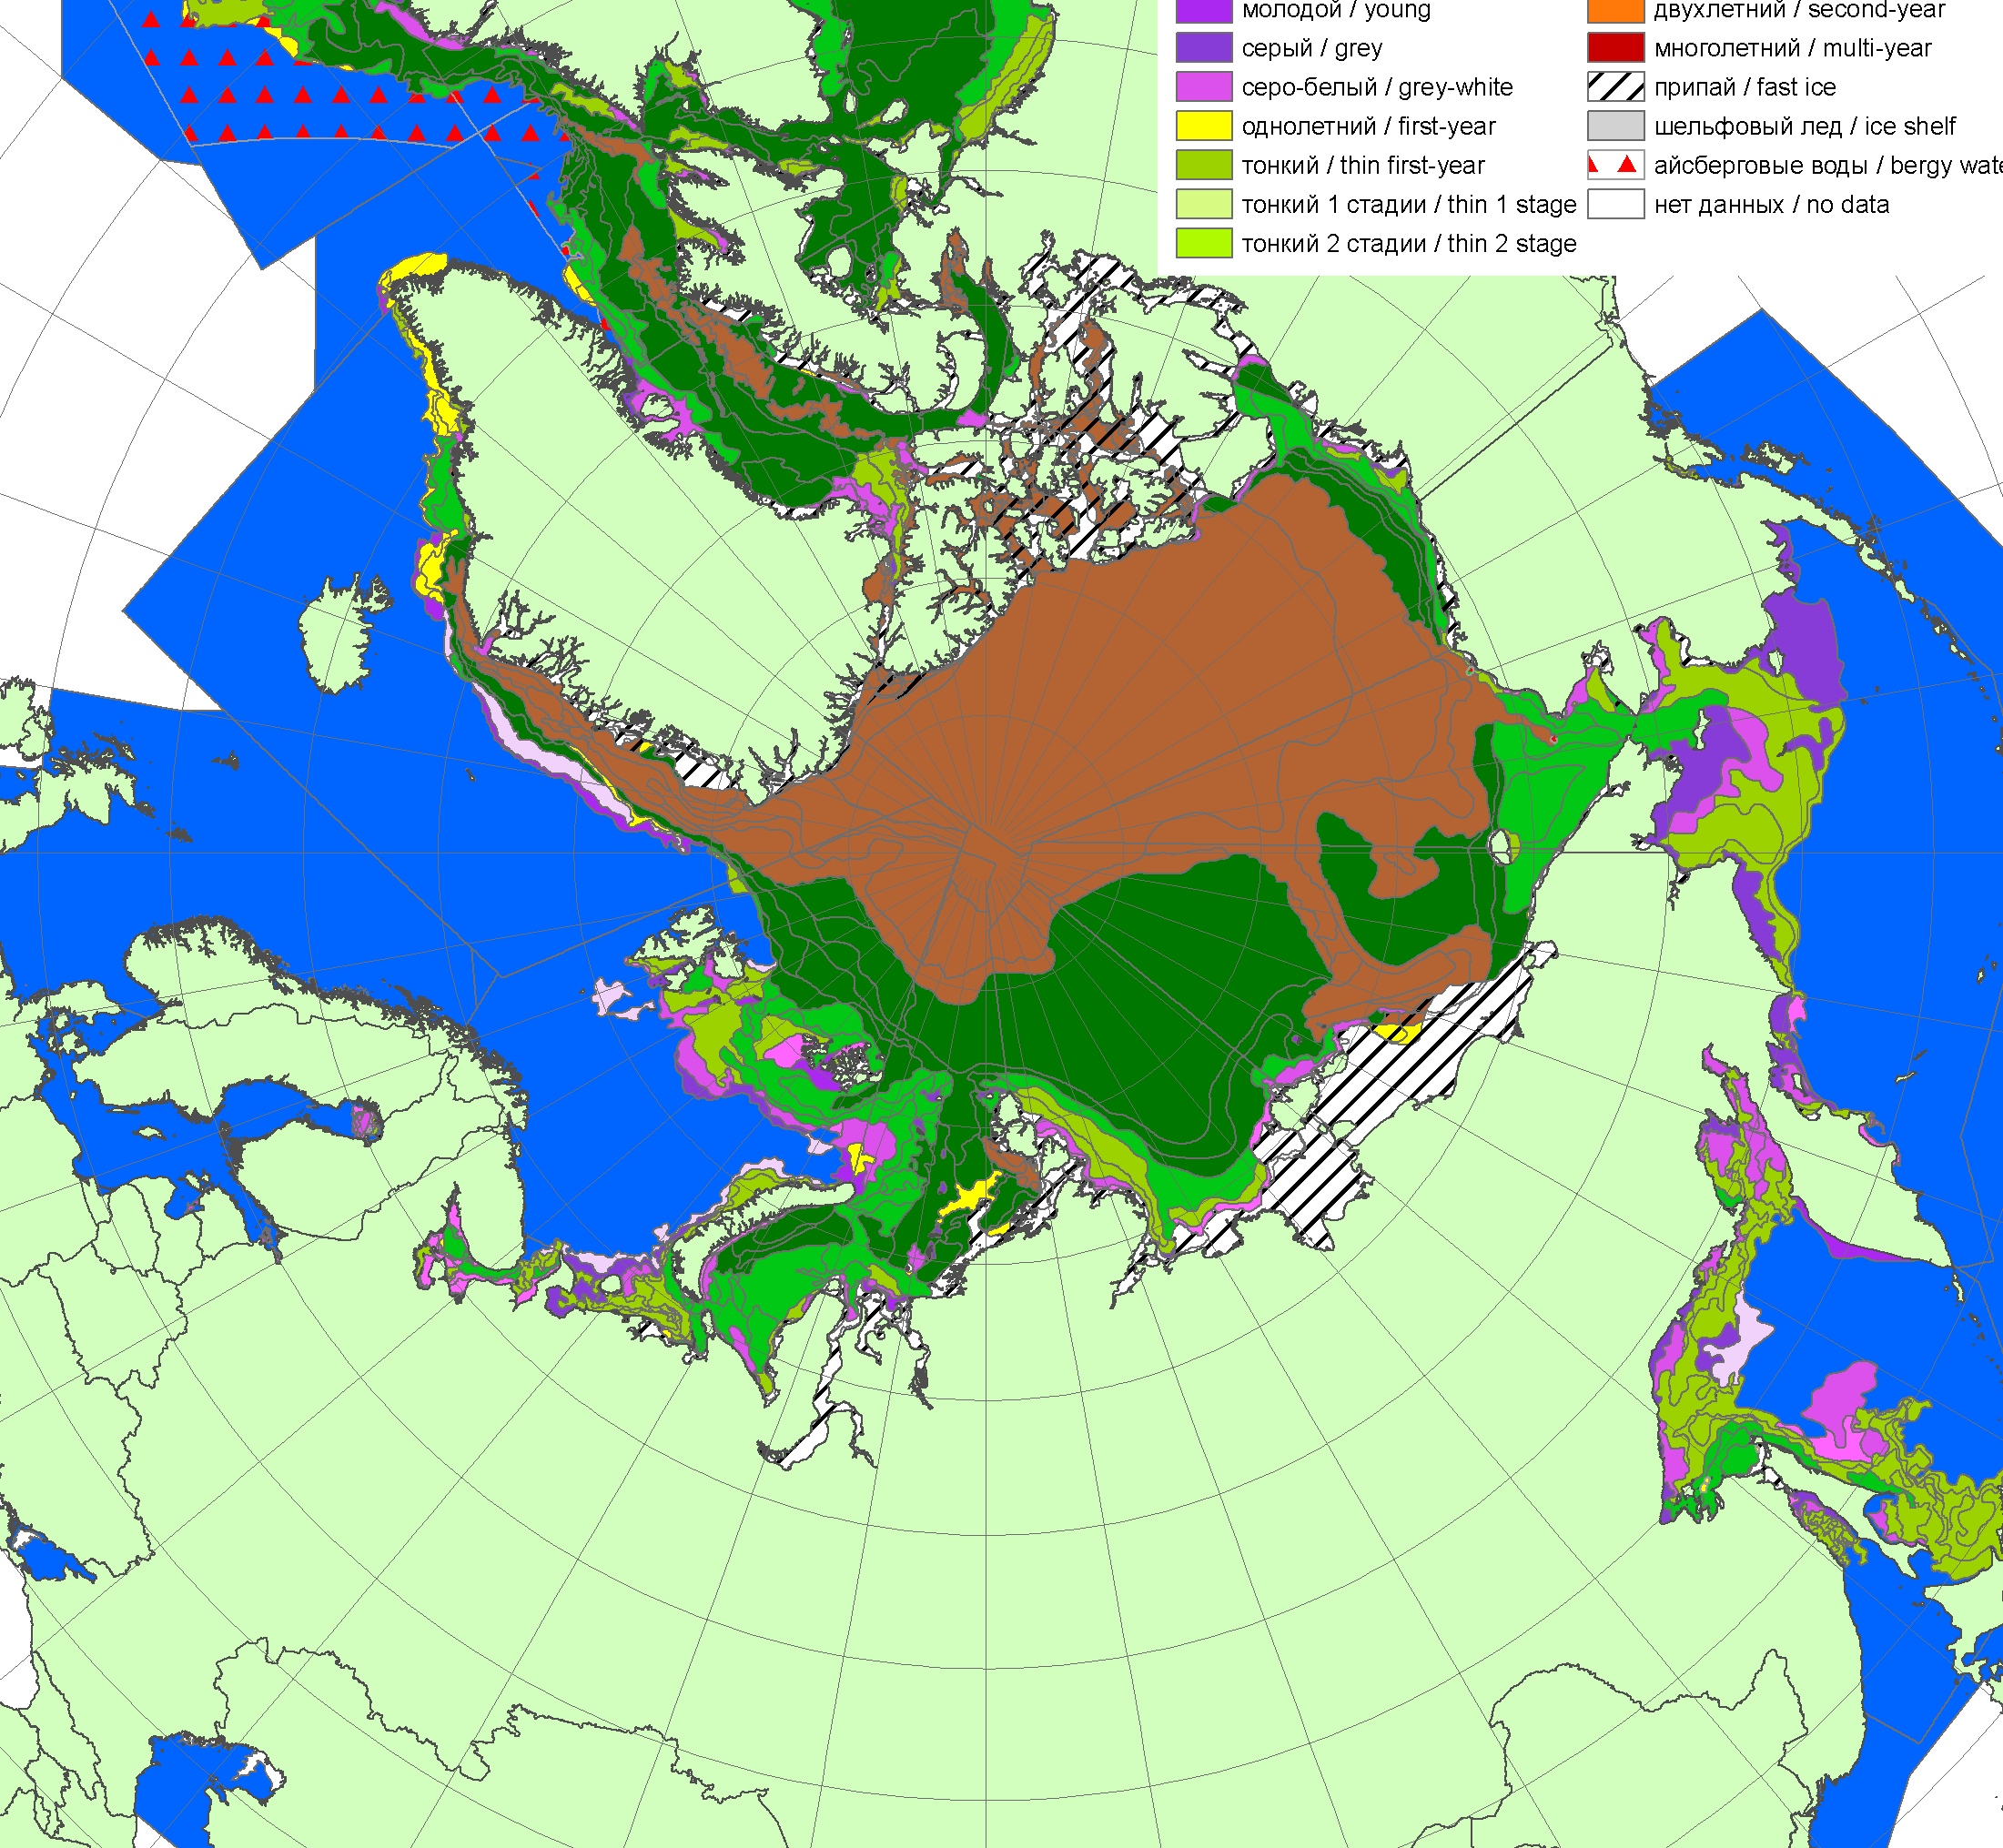 молодой / young
серый / grey
серо-белый / grey-white
однолетний / first-year
тонкий / thin first-year
тонкий 1 стадии / thin 1 stage
тонкий 2 стадии / thin 2 stage
двухлетний / second-year
многолетний / multi-year
припай / fast ice
шельфовый лед / ice shelf
айсберговые воды / bergy wate
нет данных / no data